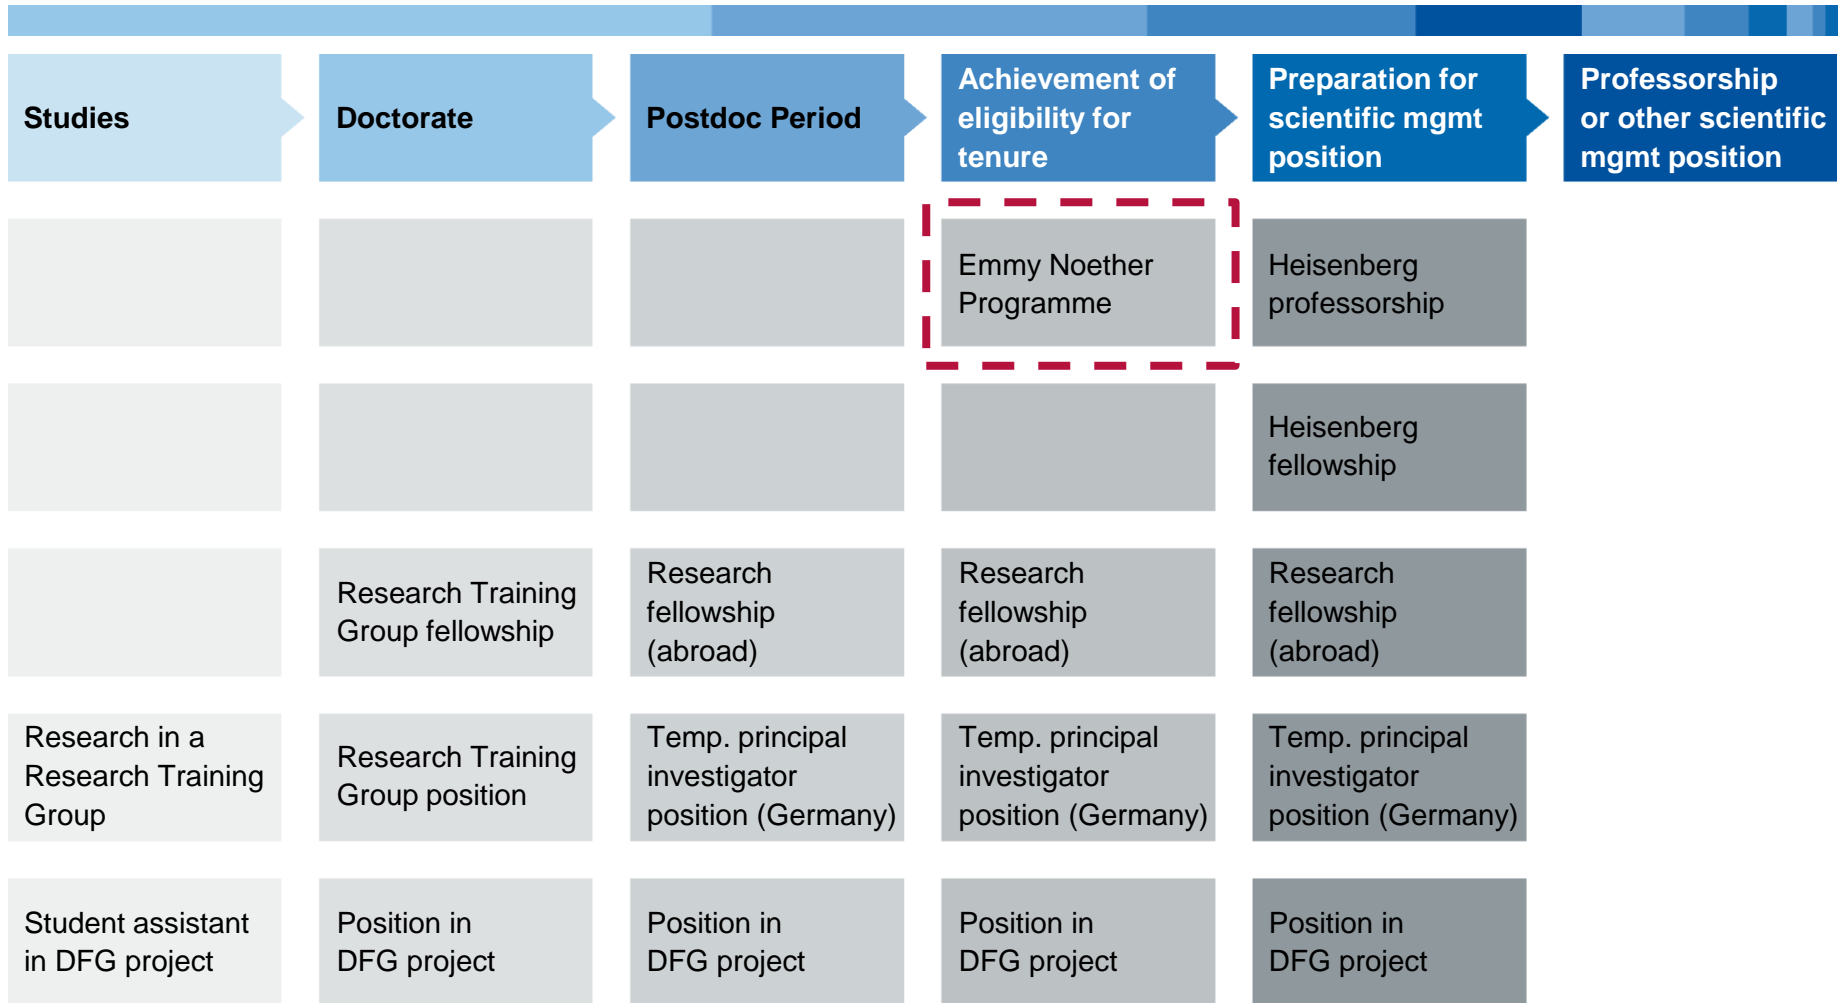 Studies
Doctorate
Postdoc Period
Achievement of
eligibility for
tenure
Preparation for
scientific mgmt
position
Professorship
or other scientific
mgmt position
Emmy Noether
Programme
Heisenberg
professorship
Heisenberg
fellowship
Research Training
Group fellowship
Research
fellowship
(abroad)
Research
fellowship
(abroad)
Research
fellowship
(abroad)
Research in a
Research Training
Group
Research Training
Group position
Temp. principal
investigator
position (Germany)
Temp. principal
investigator
position (Germany)
Temp. principal
investigator
position (Germany)
Student assistant
in DFG project
Position in
DFG project
Position in
DFG project
Position in
DFG project
Position in
DFG project